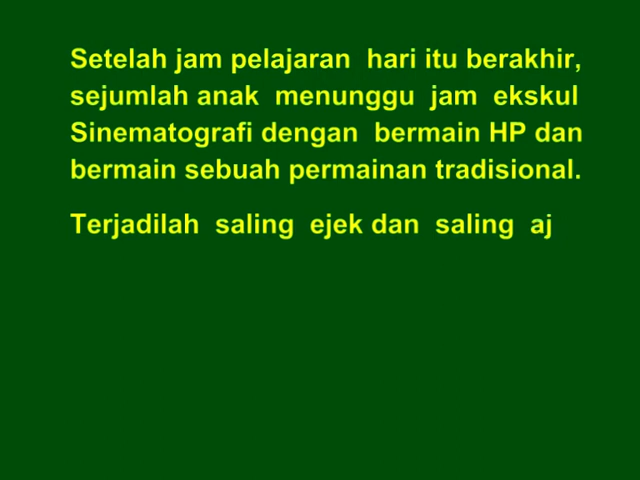 Setelah jam pelajaran hari itu berakhir,
sejumlah anak menunggu jam ekskul
Sinematografi dengan bermain HP dan
bermain sebuah permainan tradisional.
Terjadilah saling ejek dan saling aj